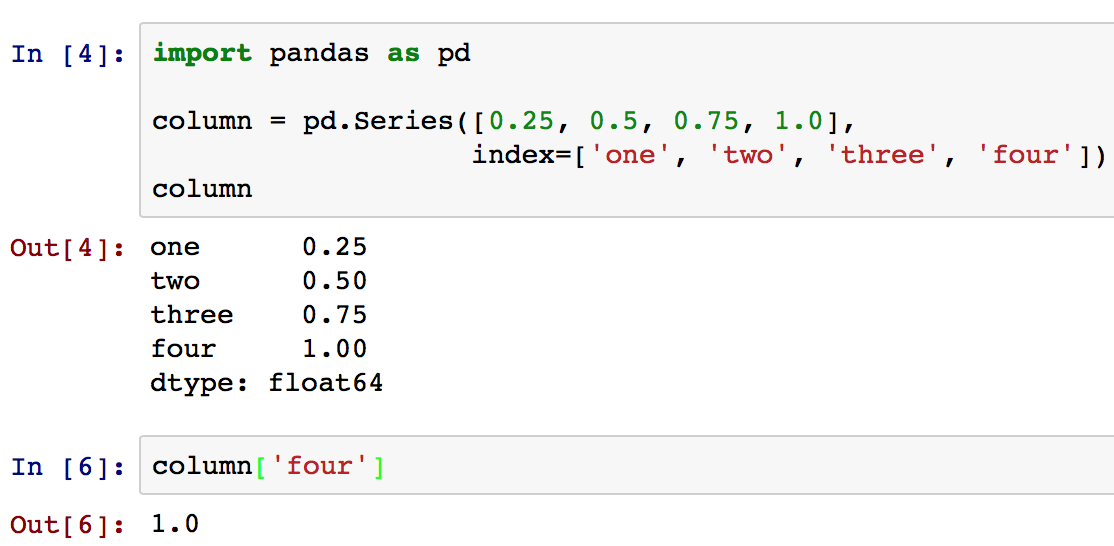 In [4]: import pandas as pd
column = pd.Series([0.25, 0.5, 0.75, 1.0],
index=['one', 'two', 'three', 'four'])
column
Out[4]: one 0.25
two 0.50
three 0.75
four 1.00
dtype: float64
In [6]: column['four']
Out[6]: 1.0